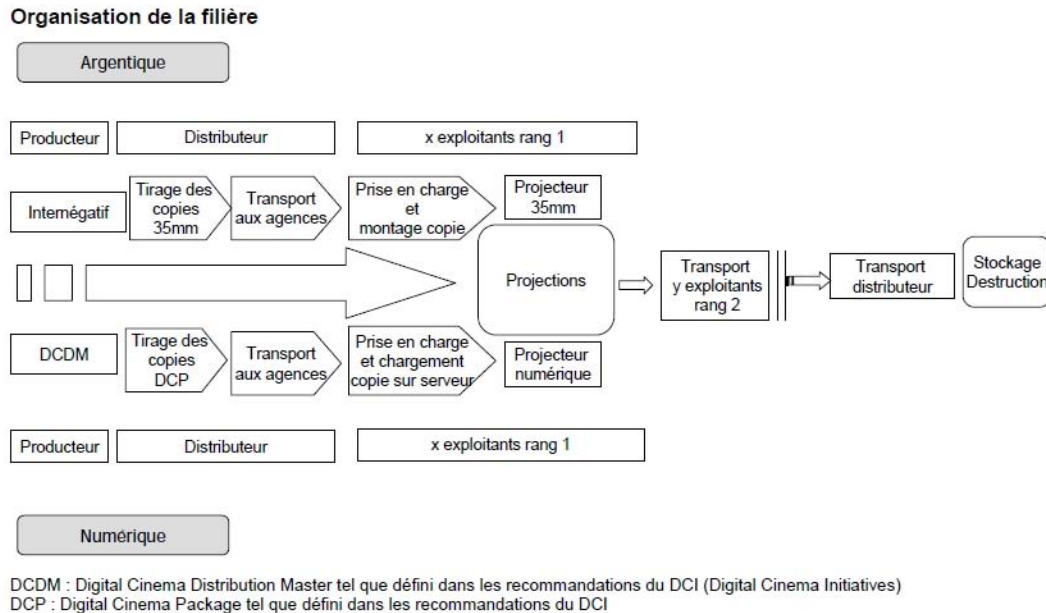 Organisation de la filière
Argentique
Producteur
Distributeur
x exploitants rang 1
Internégatif
Tirage des
copies
35mm
Transport
aux agences
Prise en charge
et
montage copie
Projecteur
35mm
Projections
Transport
y exploitants
rang 2
Transport
distributeur
Stockage
Destruction
DCDM
Tirage des
copies
DCP
Transport
aux agences
Prise en charge
et chargement
copie sur serveur
Projecteur
numérique
Producteur
Distributeur
x exploitants rang 1
Numérique
DCDM : Digital Cinema Distribution Master tel que défini dans les recommandations du DCI (Digital Cinema Initiatives)
DCP : Digital Cinema Package tel que défini dans les recommandations du DCI